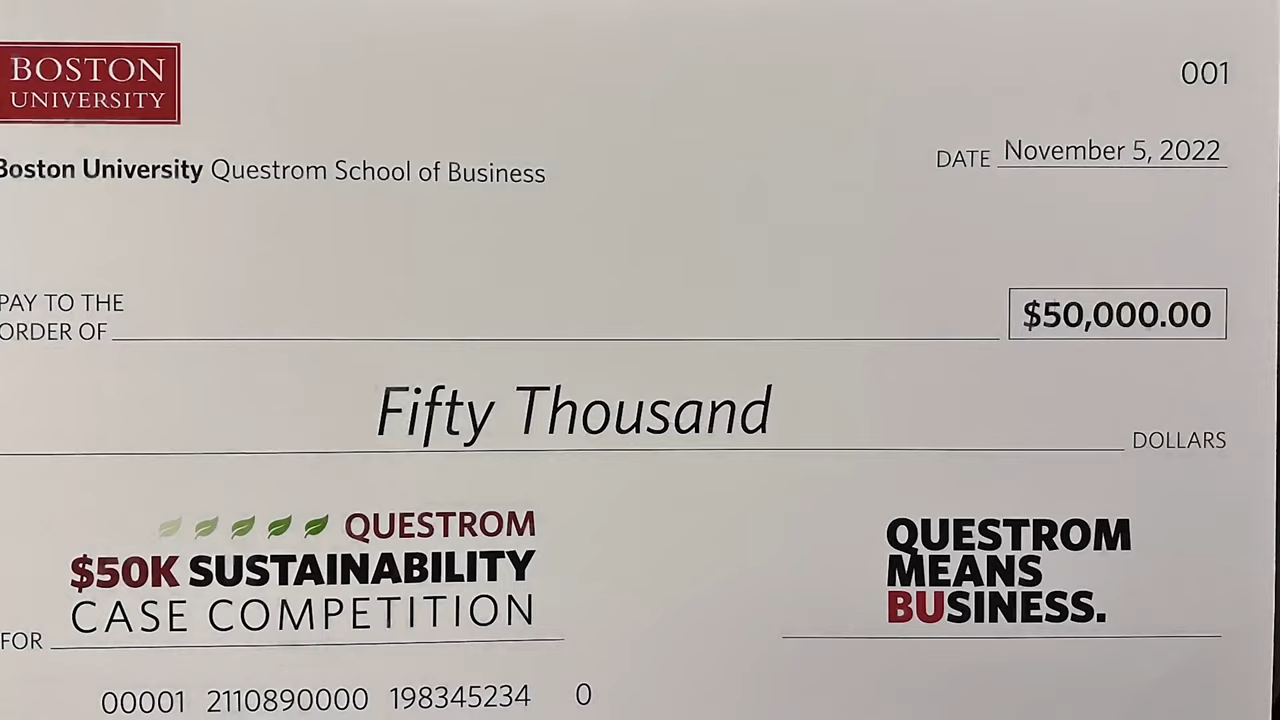 BOSTON
UNIVERSITY
001
Boston University Questrom School of Business
DATE November 5, 2022
PAY TO THE
ORDER OF
$50,000.00
Fifty Thousand
DOLLARS
QUESTROM
$50K SUSTAINABILITY
CASE COMPETITION
FOR
QUESTROM
MEANS
BUSINESS.
00001 2110890000 198345234 0